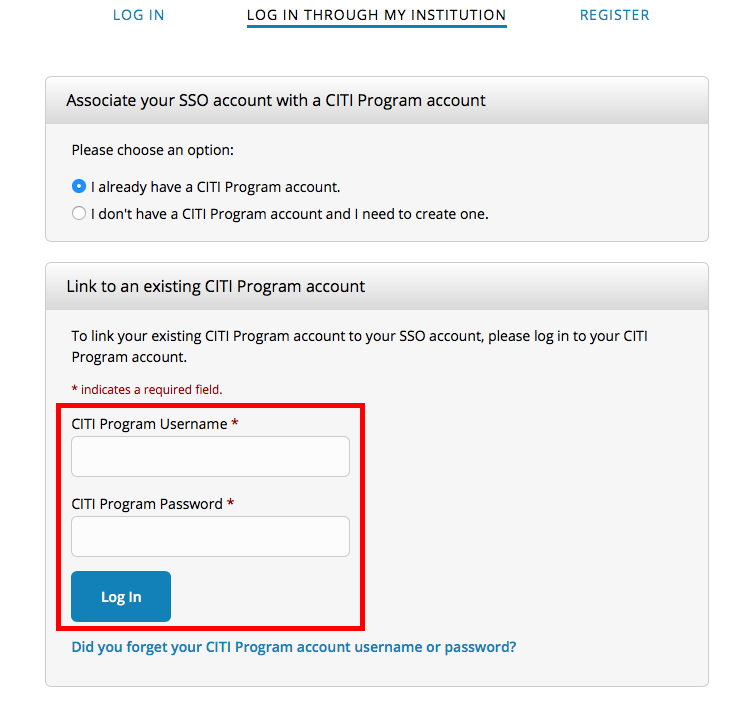 LOG IN
LOG IN THROUGH MY INSTITUTION
REGISTER
Associate your SSO account with a CITI Program account
Please choose an option:
I already have a CITI Program account.
I don't have a CITI Program account and I need to create one.
Link to an existing CITI Program account
To link your existing CITI Program account to your SSO account, please log in to your CITI
Program account.
* indicates a required field.
CITI Program Username *
CITI Program Password *
Log In
Did you forget your CITI Program account username or password?